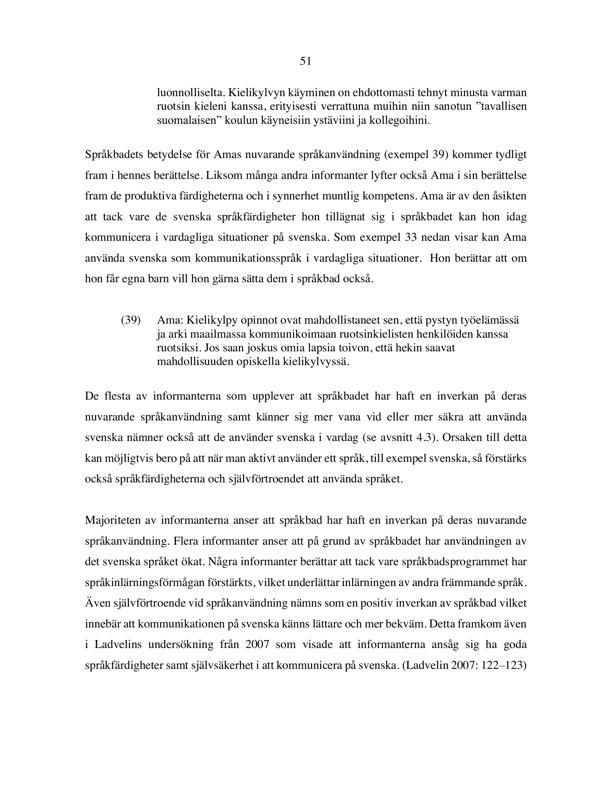 51
luonnolliselta. Kielikylvyn käyminen on ehdottomasti tehnyt minusta varman
ruotsin kieleni kanssa, erityisesti verrattuna muihin niin sanotun ”tavallisen
suomalaisen” koulun käyneisiin ystäviini ja kollegoihini.
Språkbadets betydelse för Amas nuvarande språkanvändning (exempel 39) kommer tydligt
fram i hennes berättelse. Liksom många andra informanter lyfter också Ama i sin berättelse
fram de produktiva färdigheterna och i synnerhet muntlig kompetens. Ama är av den åsikten
att tack vare de svenska språkfärdigheter hon tillägnat sig i språkbadet kan hon idag
kommunicera i vardagliga situationer på svenska. Som exempel 33 nedan visar kan Ama
använda svenska som kommunikationsspråk i vardagliga situationer. Hon berättar att om
hon får egna barn vill hon gärna sätta dem i språkbad också.
(39) Ama: Kielikylpy opinnot ovat mahdollistaneet sen, että pystyn työelämässä
ja arki maailmassa kommunikoimaan ruotsinkielisten henkilöiden kanssa
ruotsiksi. Jos saan joskus omia lapsia toivon, että hekin saavat
mahdollisuuden opiskella kielikylvyssä.
De flesta av informanterna som upplever att språkbadet har haft en inverkan på deras
nuvarande språkanvändning samt känner sig mer vana vid eller mer säkra att använda
svenska nämner också att de använder svenska i vardag (se avsnitt 4.3). Orsaken till detta
kan möjligtvis bero på att när man aktivt använder ett språk, till exempel svenska, så förstärks
också språkfärdigheterna och självförtroendet att använda språket.
Majoriteten av informanterna anser att språkbad har haft en inverkan på deras nuvarande
språkanvändning. Flera informanter anser att på grund av språkbadet har användningen av
det svenska språket ökat. Några informanter berättar att tack vare språkbadsprogrammet har
språkinlärningsförmågan förstärkts, vilket underlättar inlärningen av andra främmande språk.
Även självförtroende vid språkanvändning nämns som en positiv inverkan av språkbad vilket
innebär att kommunikationen på svenska känns lättare och mer bekväm. Detta framkom även
i Ladvelins undersökning från 2007 som visade att informanterna ansåg sig ha goda
språkfärdigheter samt självsäkerhet i att kommunicera på svenska. (Ladvelin 2007: 122–123)